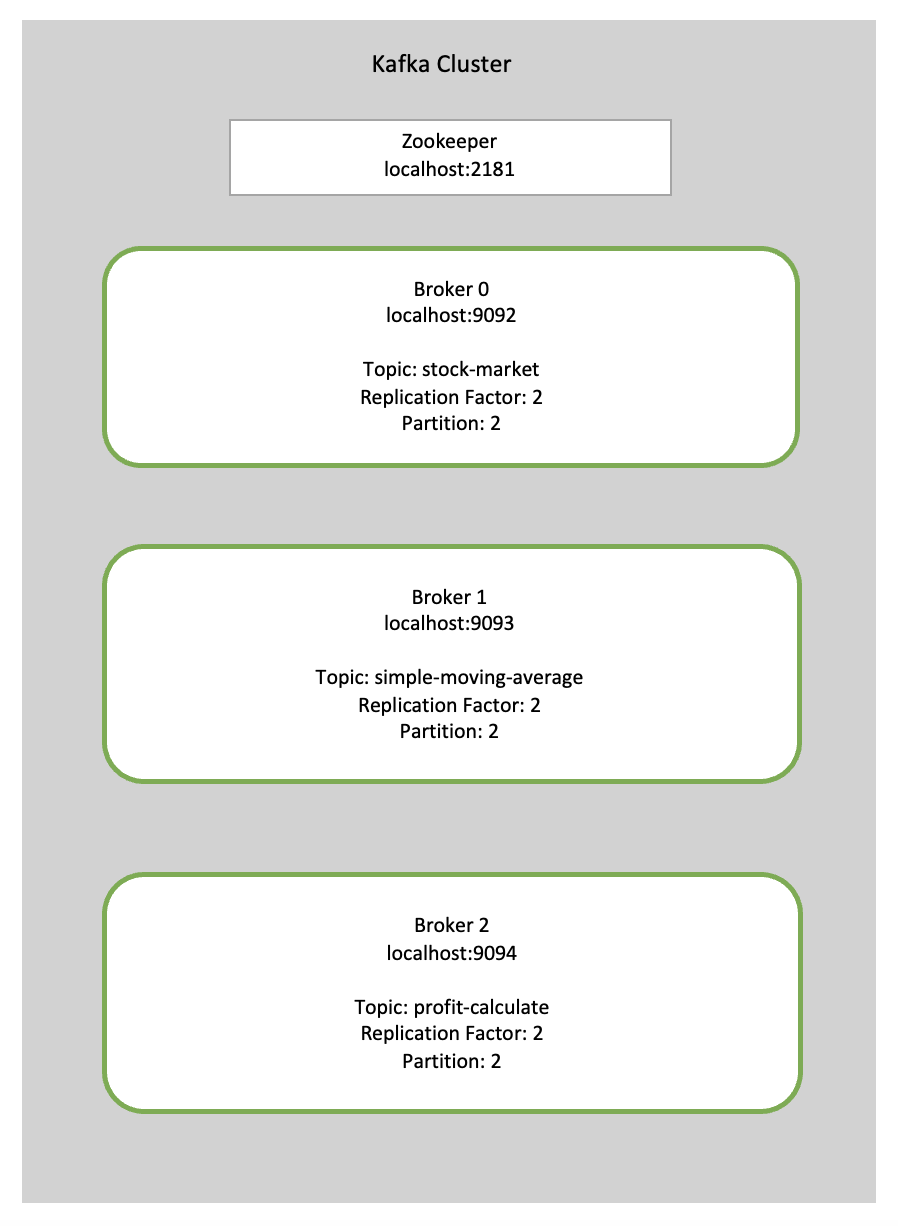 Kafka Cluster
Zookeeper
localhost:2181
Broker 0
localhost:9092
Topic: stock-market
Replication Factor: 2
Partition: 2
Broker 1
localhost:9093
Topic: simple-moving-average
Replication Factor: 2
Partition: 2
Broker 2
localhost:9094
Topic: profit-calculate
Replication Factor: 2
Partition: 2